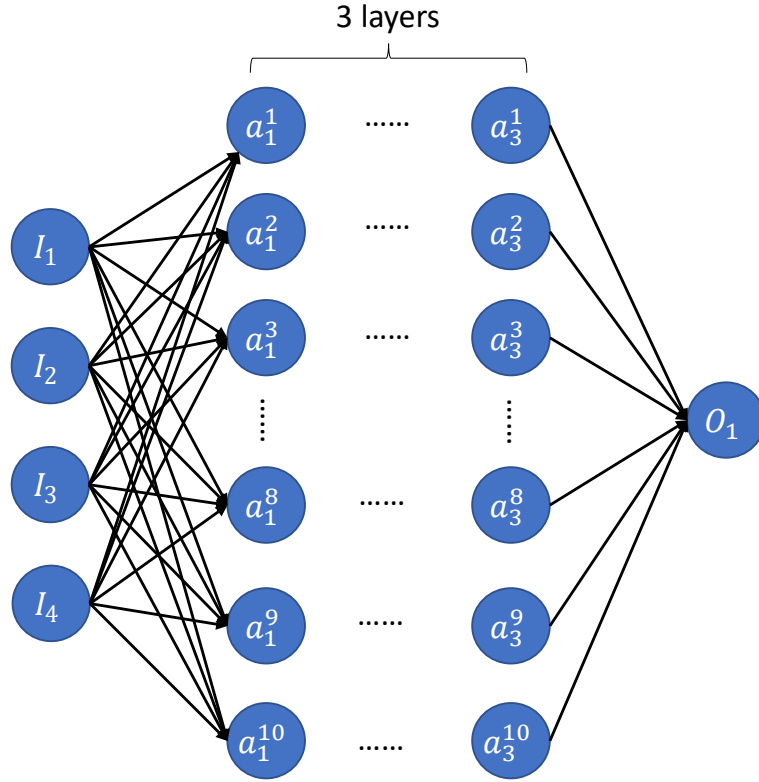 3 layers
a_1^1 ...... a_3^1
a_1^2 ...... a_3^2
I_1
a_1^3 ...... a_3^3
I_2
...... ......
O_1
I_3
a_1^8 ...... a_3^8
I_4
a_1^9 ...... a_3^9
a_1^{10} ...... a_3^{10}